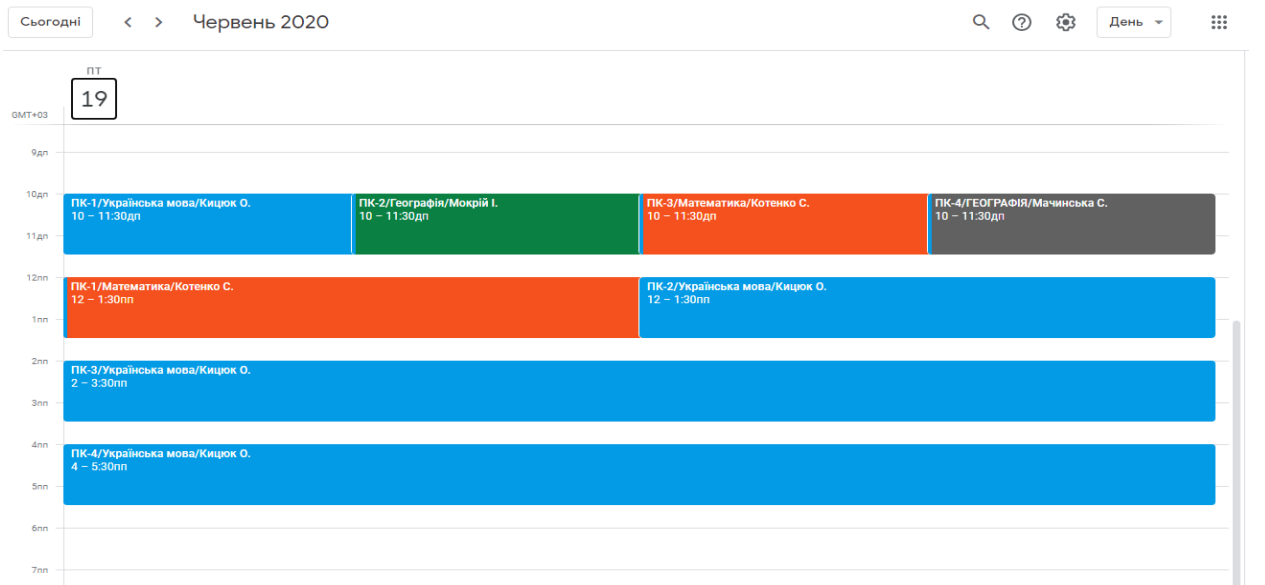 Сьогодні
Червень 2020
День
ПТ
19
GMT+03
9дп
10дп
ПК-1/Українська мова/Кицюк О.
10 – 11:30дп
ПК-2/Географія/Мокрій І.
10 – 11:30дп
ПК-3/Математика/Котенко С.
10 – 11:30дп
ПК-4/ГЕОГРАФІЯ/Мачинська С.
10 – 11:30дп
11дп
12пп
ПК-1/Математика/Котенко С.
12 – 1:30пп
ПК-2/Українська мова/Кицюк О.
12 – 1:30пп
1пп
2пп
ПК-3/Українська мова/Кицюк О.
2 – 3:30пп
3пп
4пп
ПК-4/Українська мова/Кицюк О.
4 – 5:30пп
5пп
6пп
7пп